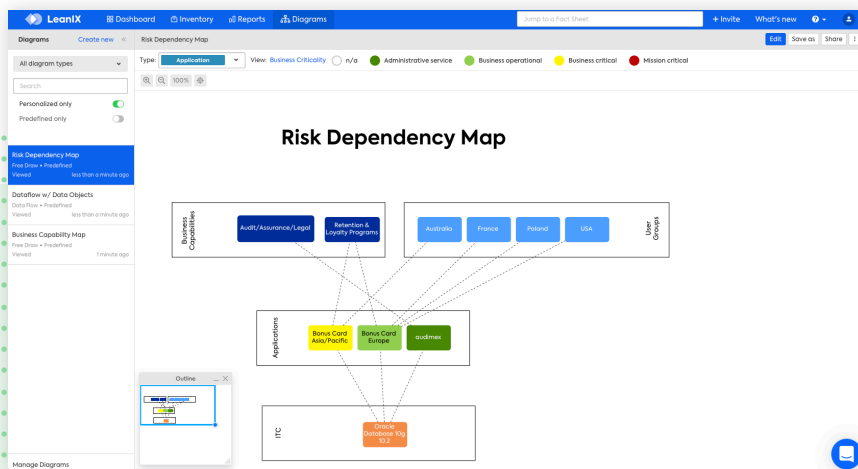 LeanIX
Dashboard
Inventory
Reports
Diagrams
Jump to a Fact Sheet
+ Invite
What's new
Diagrams
Create new
«
Risk Dependency Map
Edit
Save as
Share
All diagram types
Type:
Application
View: Business Criticality
n/a
Administrative service
Business operational
Business critical
Mission critical
Search
100%
Personalized only
Predefined only
Risk Dependency Map
Risk Dependency Map
Free Draw • Predefined
Viewed less than a minute ago
Dataflow w/ Data Objects
Data Flow • Predefined
Viewed less than a minute ago
Business Capability Map
Free Draw • Predefined
Viewed 1 minute ago
Business
Capabilities
Audit/Assurance/Legal
Retention &
Loyalty Programs
Australia
France
Poland
USA
User
Groups
Applications
Bonus Card
Asia/Pacific
Bonus Card
Europe
audimex
Outline
ITC
Oracle
Database 10g
10.2
Manage Diagrams